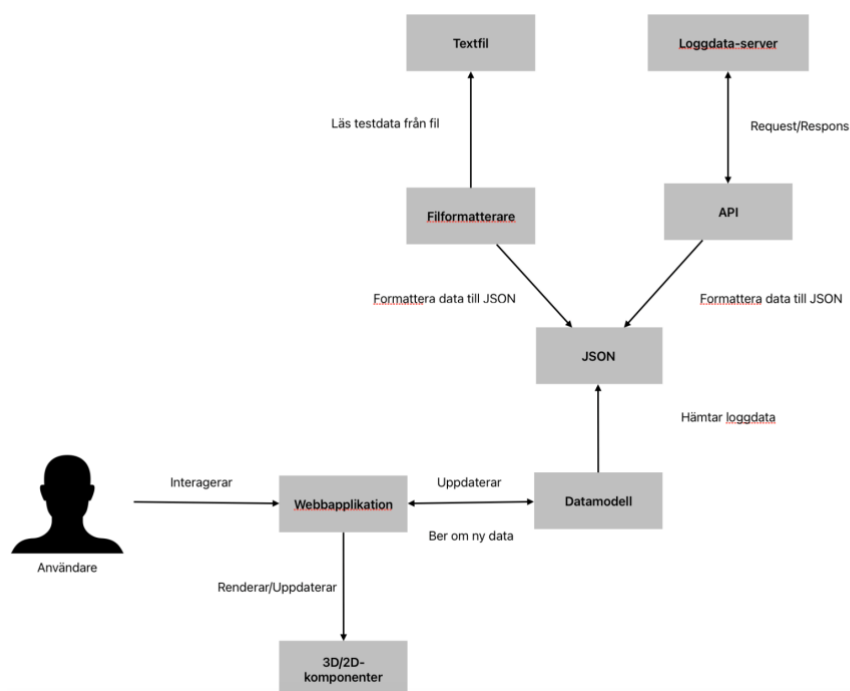 Textfil
Loggdata-server
Läs testdata från fil
Request/Respons
Filformatterare
API
Formattera data till JSON
Formattera data till JSON
JSON
Hämtar loggdata
Interagerar
Uppdaterar
Webbapplikation
Datamodell
Ber om ny data
Användare
Renderar/Uppdaterar
3D/2D-
komponenter